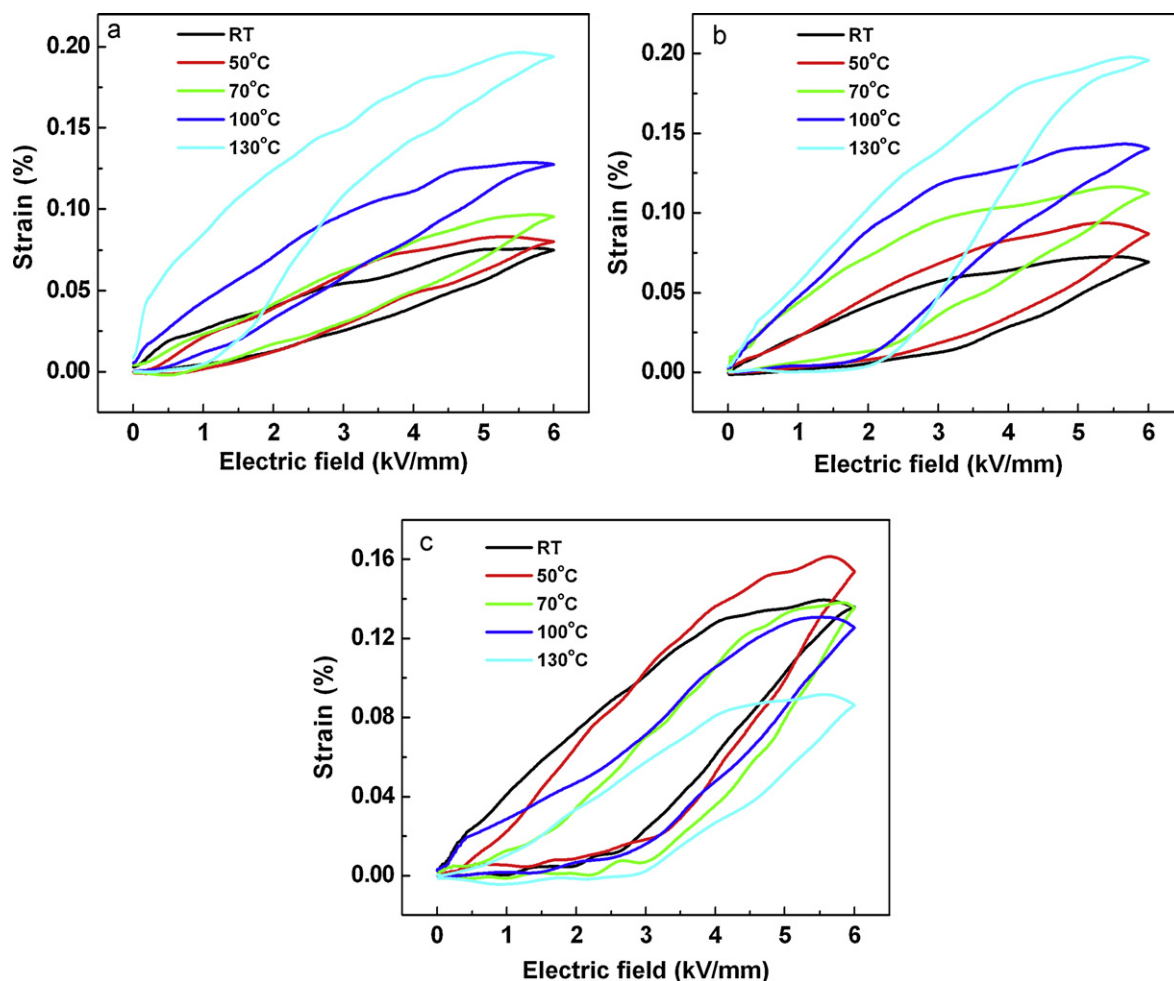 a
RT
50°C
70°C
100°C
130°C
0.20
0.15
0.10
0.05
0.00
Strain (%)
0 1 2 3 4 5 6
Electric field (kV/mm)
b
RT
50°C
70°C
100°C
130°C
0.20
0.15
0.10
0.05
0.00
Strain (%)
0 1 2 3 4 5 6
Electric field (kV/mm)
c
RT
50°C
70°C
100°C
130°C
0.16
0.12
0.08
0.04
0.00
Strain (%)
0 1 2 3 4 5 6
Electric field (kV/mm)